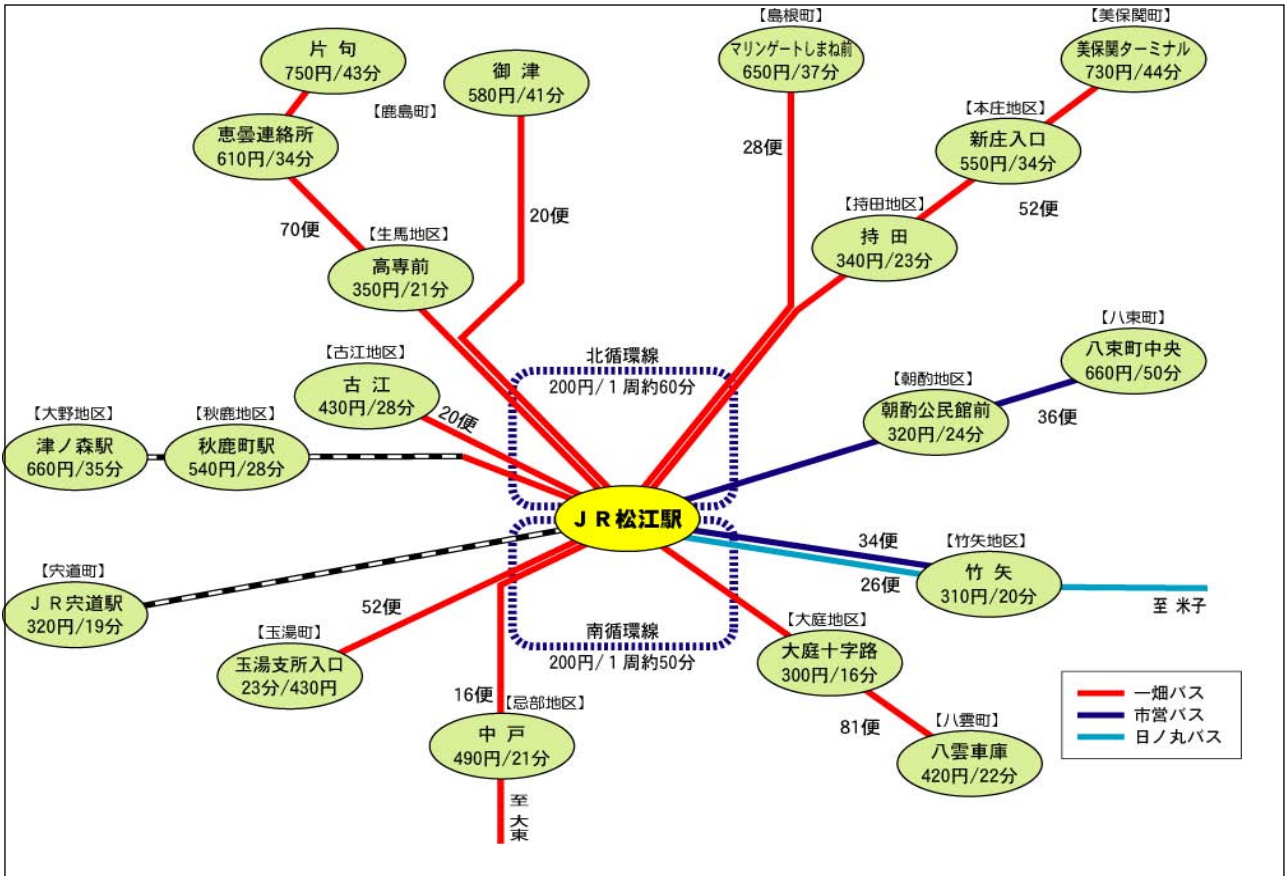 【島根町】
【美保関町】
片 句
750円/43分
御 津
580円/41分
マリンゲートしまね前
650円/37分
美保関ターミナル
730円/44分
【鹿島町】
【本庄地区】
恵曇連絡所
610円/34分
28便
新庄入口
550円/34分
70便
20便
【生馬地区】
【持田地区】
52便
高専前
350円/21分
持 田
340円/23分
【八束町】
【古江地区】
北循環線
200円/1周約60分
八束町中央
660円/50分
古 江
430円/28分
【朝酌地区】
20便
36便
【大野地区】
【秋鹿地区】
朝酌公民館前
320円/24分
津ノ森駅
660円/35分
秋鹿町駅
540円/28分
JR松江駅
34便
【竹矢地区】
26便
竹 矢
310円/20分
【宍道町】
至 米子
JR宍道駅
320円/19分
52便
【玉湯町】
南循環線
200円/1周約50分
【大庭地区】
玉湯支所入口
23分/430円
大庭十字路
300円/16分
16便
【忌部地区】
中 戸
490円/21分
81便
【八雲町】
八雲車庫
420円/22分
一畑バス
市営バス
日ノ丸バス
至 大東